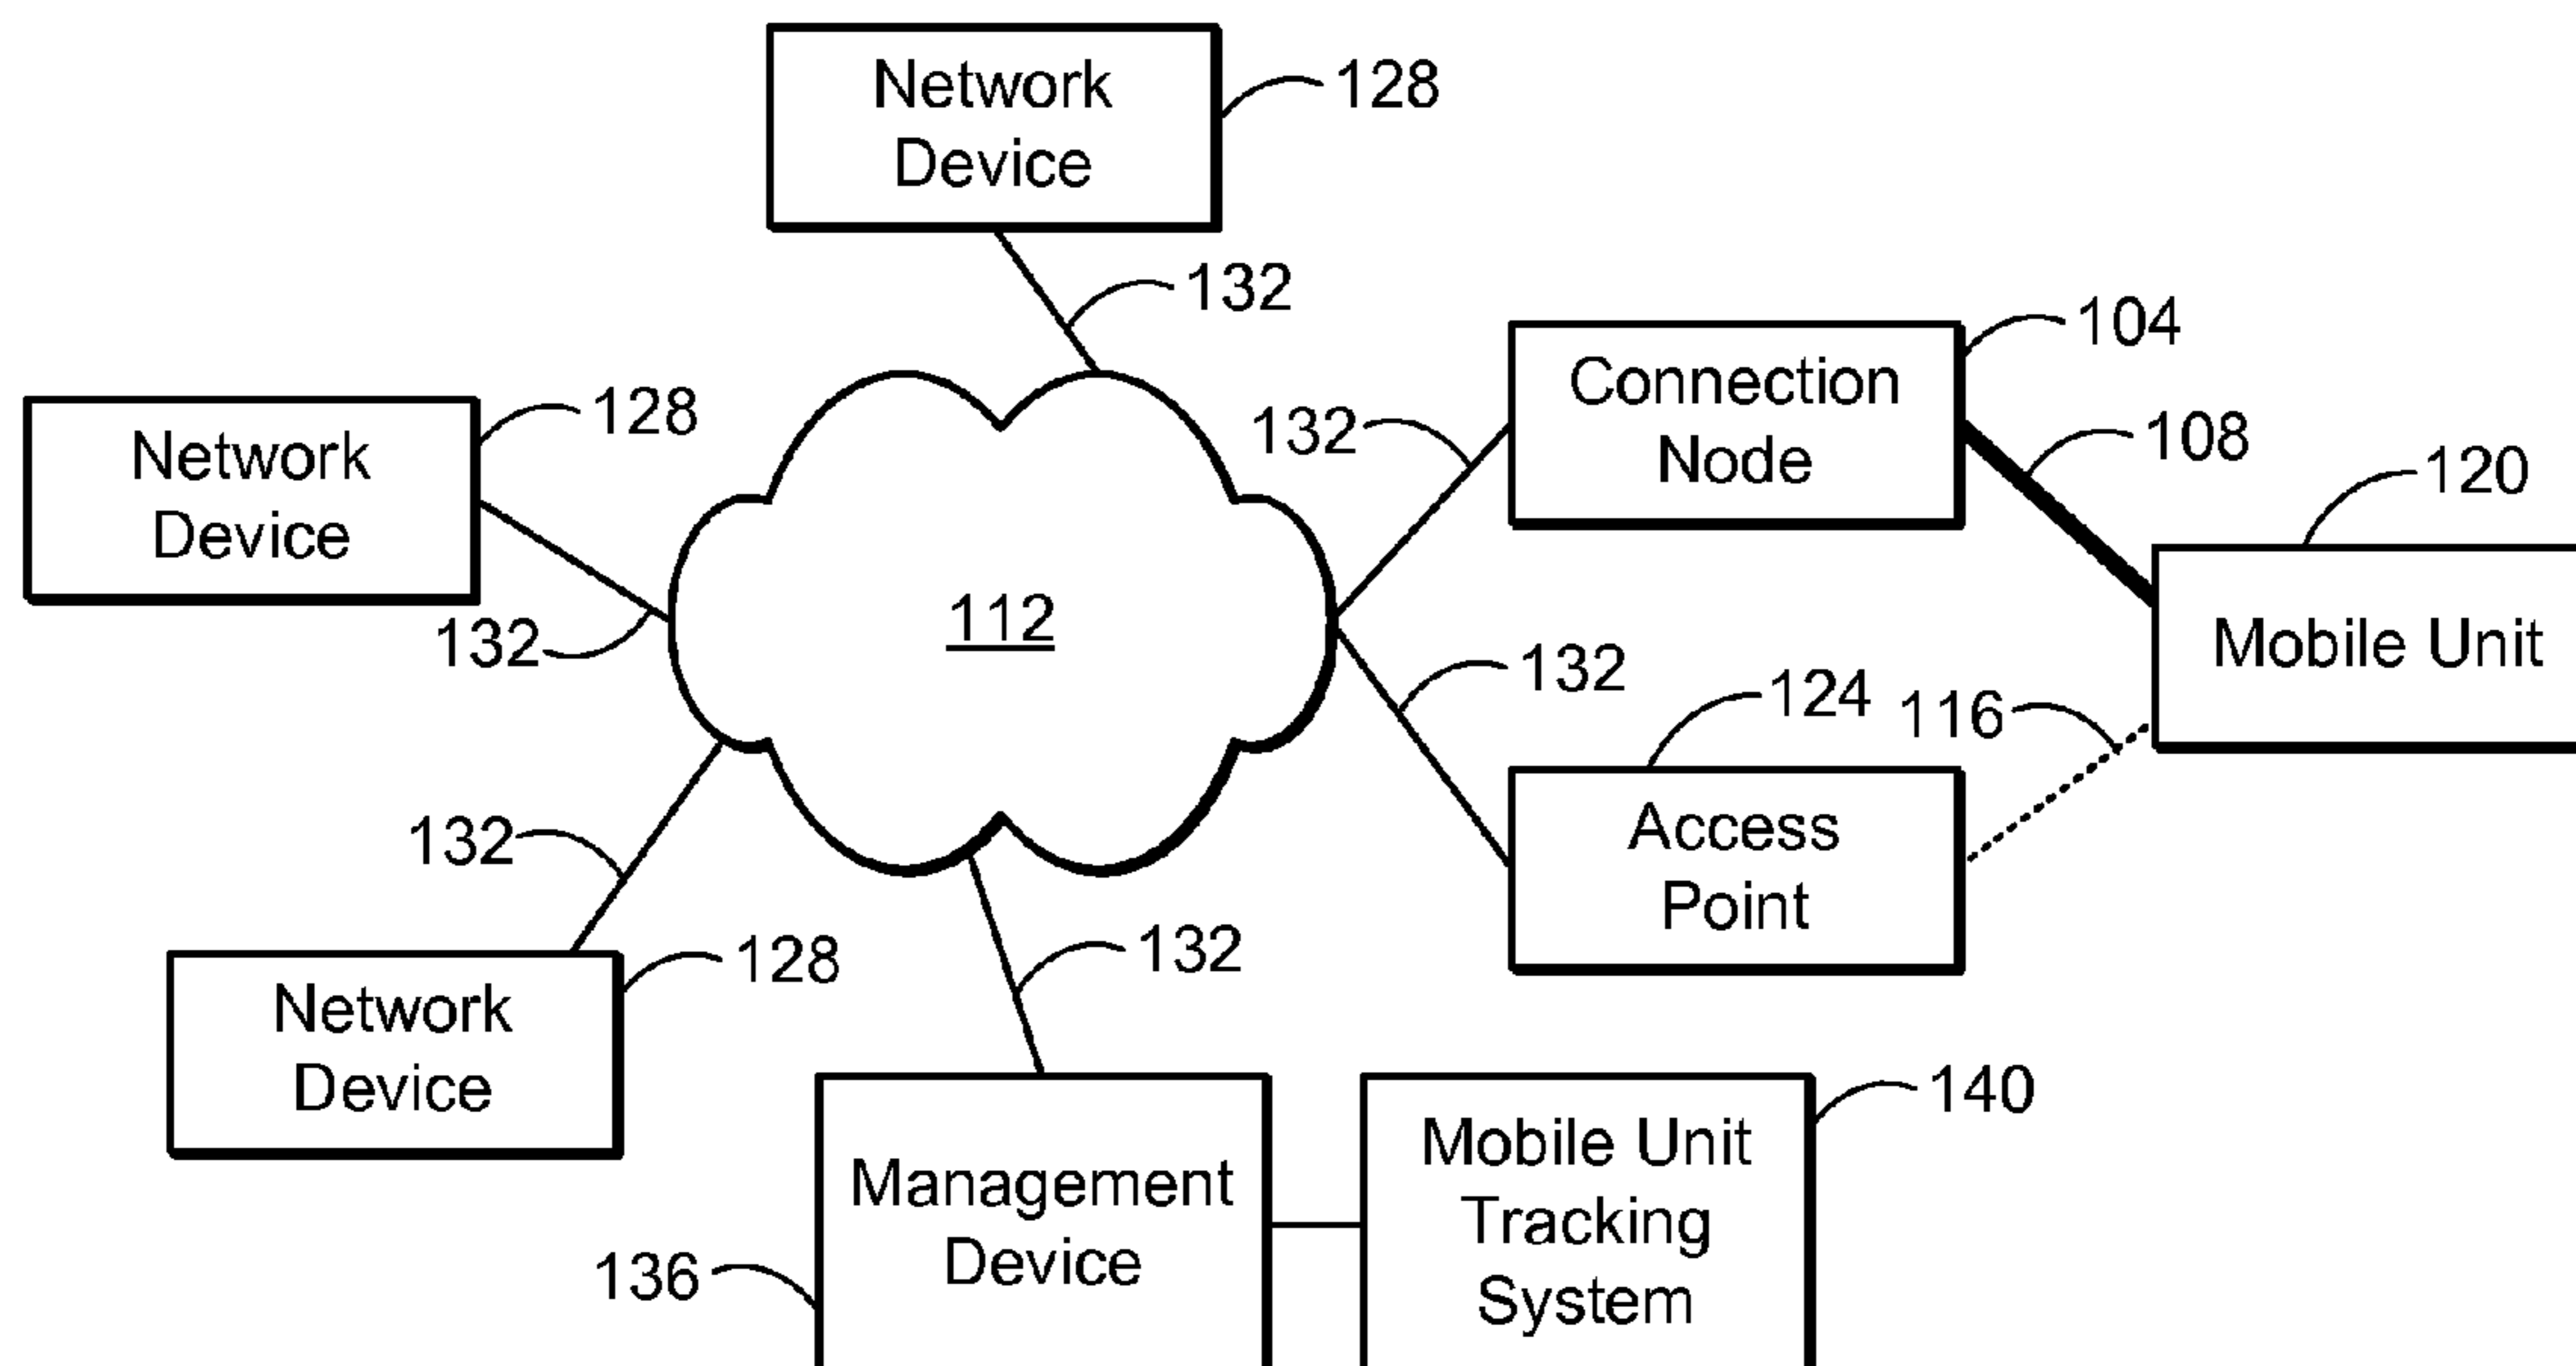 Network
Device
128
132
Network
Device
128
132
112
132
Connection
Node
104
108
120
Mobile Unit
132
124
116
Access
Point
132
Network
Device
128
132
Management
Device
136
Mobile Unit
Tracking
System
140